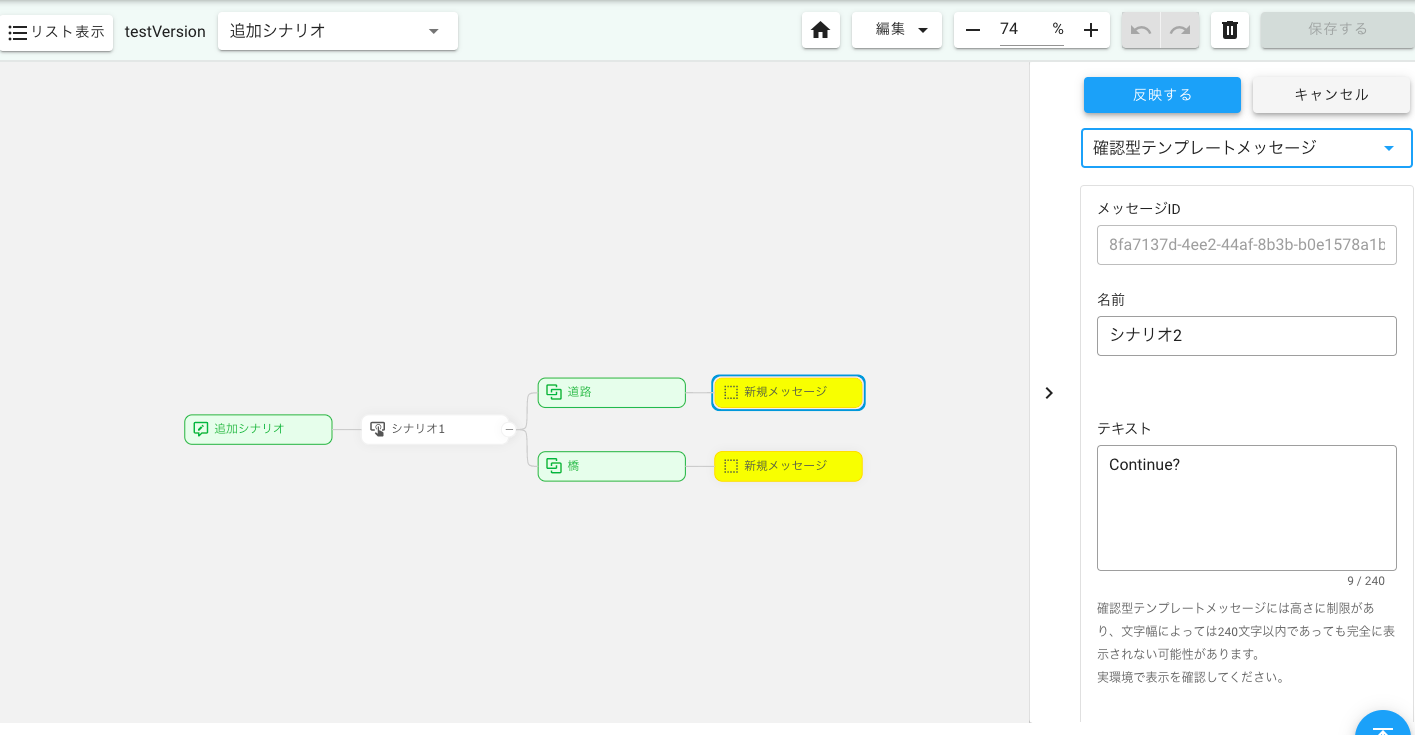 リスト表示
testVersion
追加シナリオ
編集
74 %
保存する
反映する
キャンセル
確認型テンプレートメッセージ
メッセージID
8fa7137d-4ee2-44af-8b3b-b0e1578a1b
名前
シナリオ2
テキスト
Continue?
9 / 240
確認型テンプレートメッセージには高さに制限があ
り、文字幅によっては240文字以内であっても完全に表
示されない可能性があります。
実環境で表示を確認してください。
追加シナリオ
シナリオ1
道路
新規メッセージ
橋
新規メッセージ